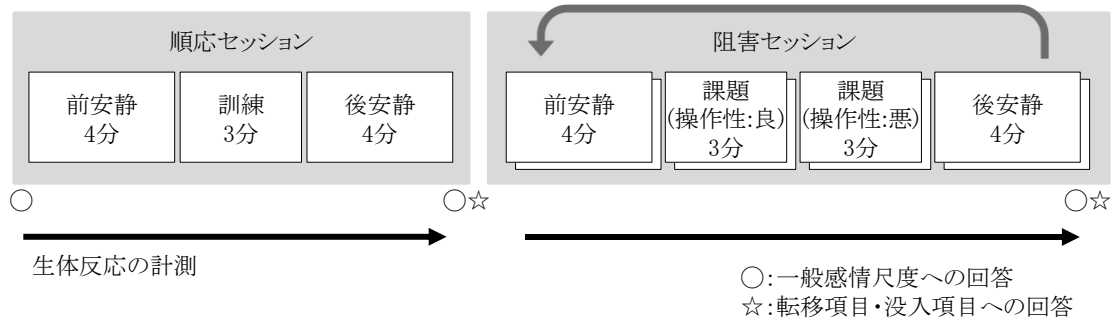 順応セッション
前安静
4分
訓練
3分
後安静
4分
阻害セッション
前安静
4分
課題
(操作性:良)
3分
課題
(操作性:悪)
3分
後安静
4分
○
○☆
○☆
生体反応の計測
○:一般感情尺度への回答
☆:転移項目・没入項目への回答